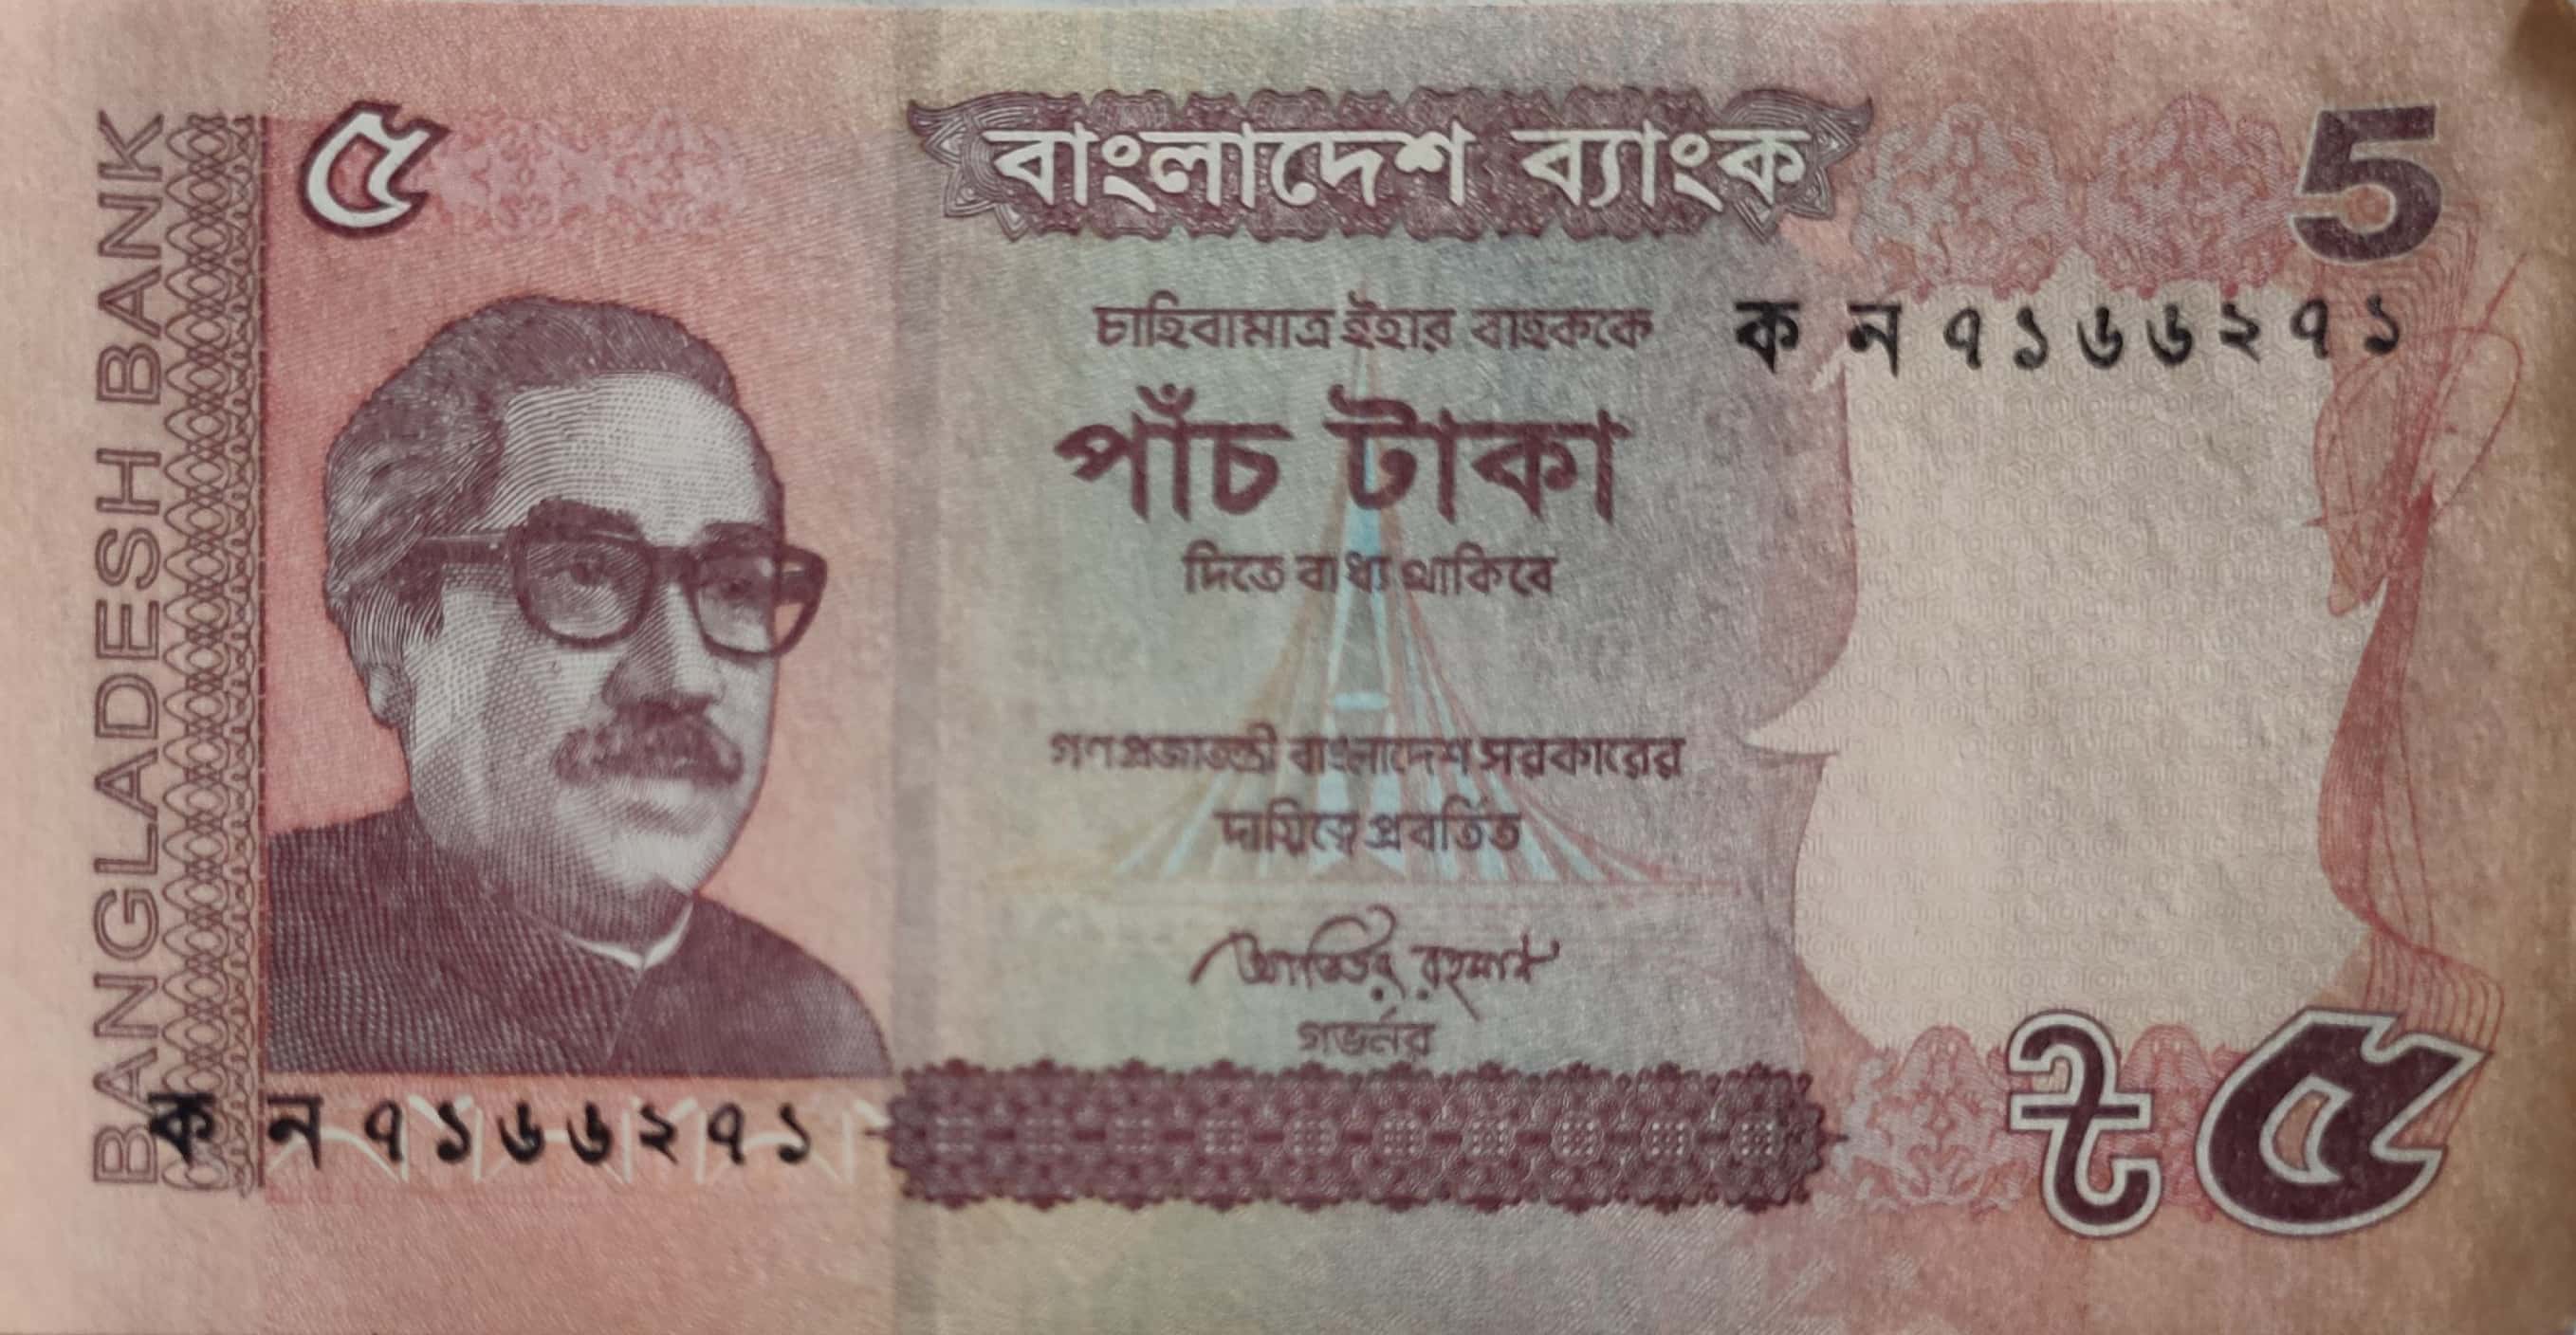 BANGLADESH BANK
৫
বাংলাদেশ ব্যাংক
5
চাহিবামাত্র ইহার বাহককে
ক ন ৭১৬৬২৭১
পাঁচ টাকা
দিতে বাধ্য থাকিবে
গণপ্রজাতন্ত্রী বাংলাদেশ সরকারের
দায়িত্বে প্রবর্তিত
আতিউর রহমান
গভর্নর
ক ন ৭১৬৬২৭১
৳ ৫